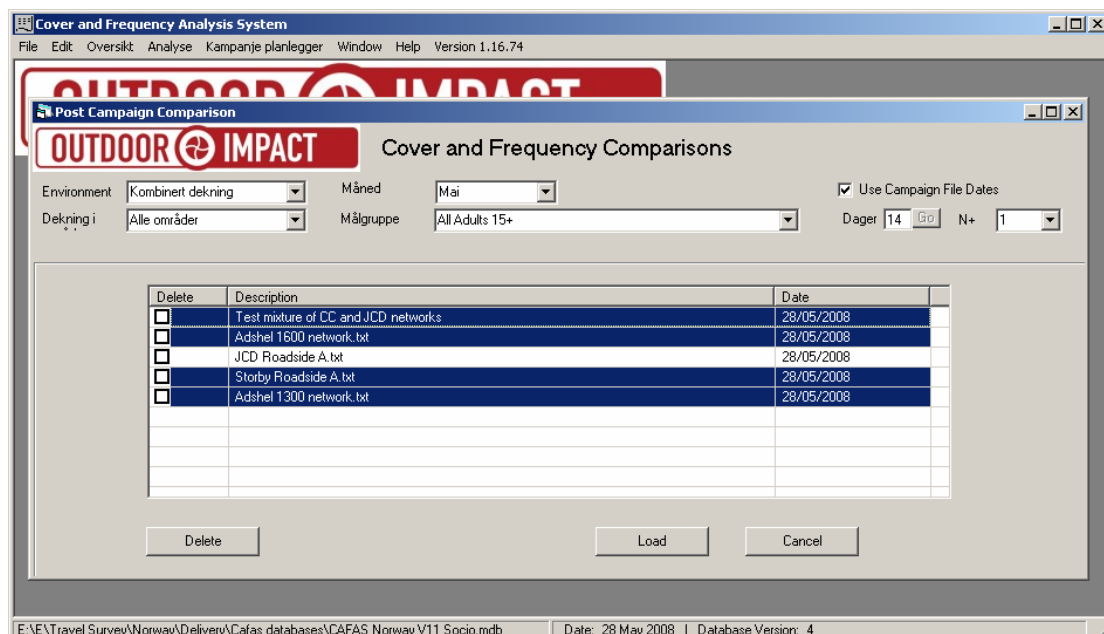 Cover and Frequency Analysis System
File Edit Oversikt Analyse Kampanje planlegger Window Help Version 1.16.74
OUTDOOR IMPACT
Post Campaign Comparison
OUTDOOR IMPACT Cover and Frequency Comparisons
Environment Kombinert dekning Måned Mai Use Campaign File Dates
Dekning i Alle områder Målgruppe All Adults 15+ Dager 14 Go N+ 1
Delete Description Date
Test mixture of CC and JCD networks 28/05/2008
Adshel 1600 network.txt 28/05/2008
JCD Roadside A.txt 28/05/2008
Storby Roadside A.txt 28/05/2008
Adshel 1300 network.txt 28/05/2008
Delete Load Cancel
E:\E\Travel Survey\Norway\Delivery\Cafas databases\CAFAS Norway V11 Socio.mdb Date: 28 May 2008 | Database Version: 4